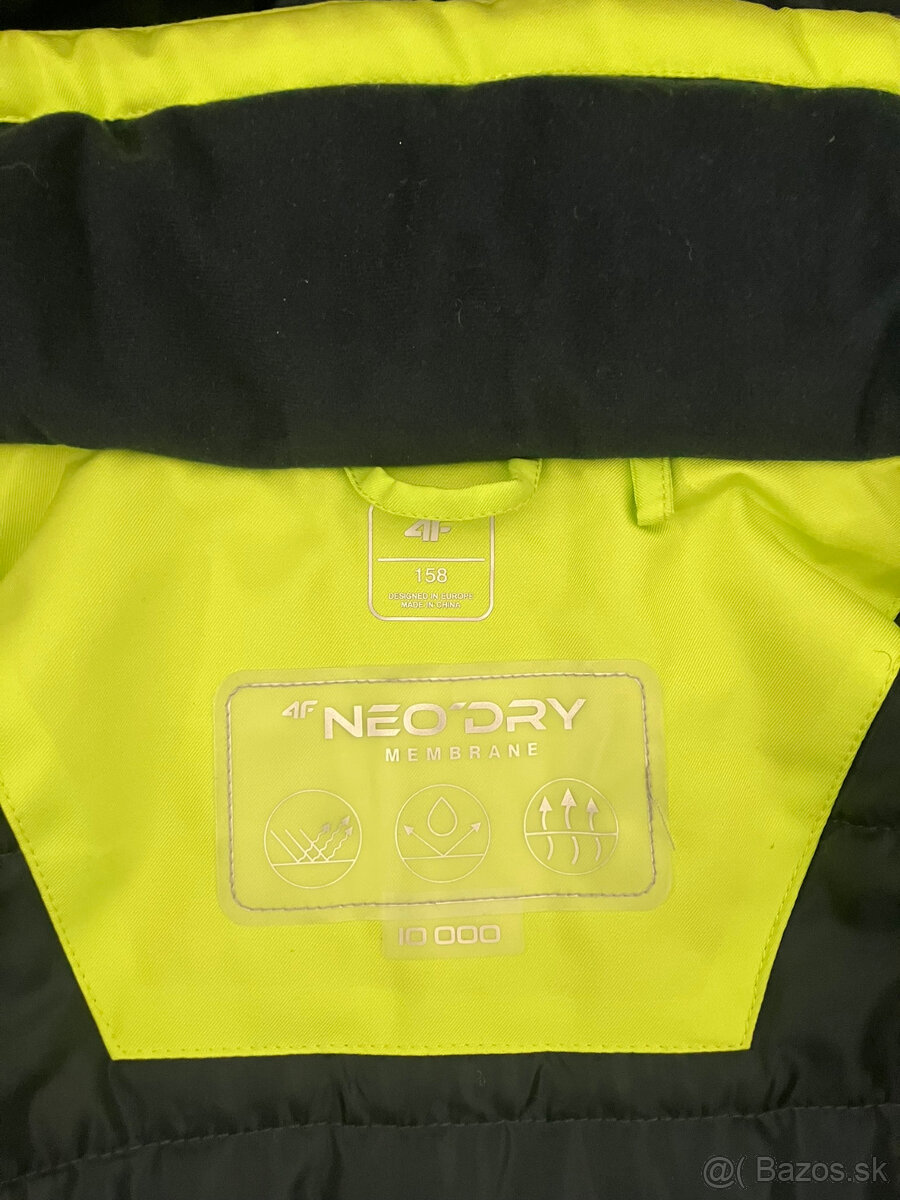 4F
158
DESIGNED IN EUROPE
MADE IN CHINA
4F NEO'DRY
MEMBRANE
10 000
@( Bazos.sk